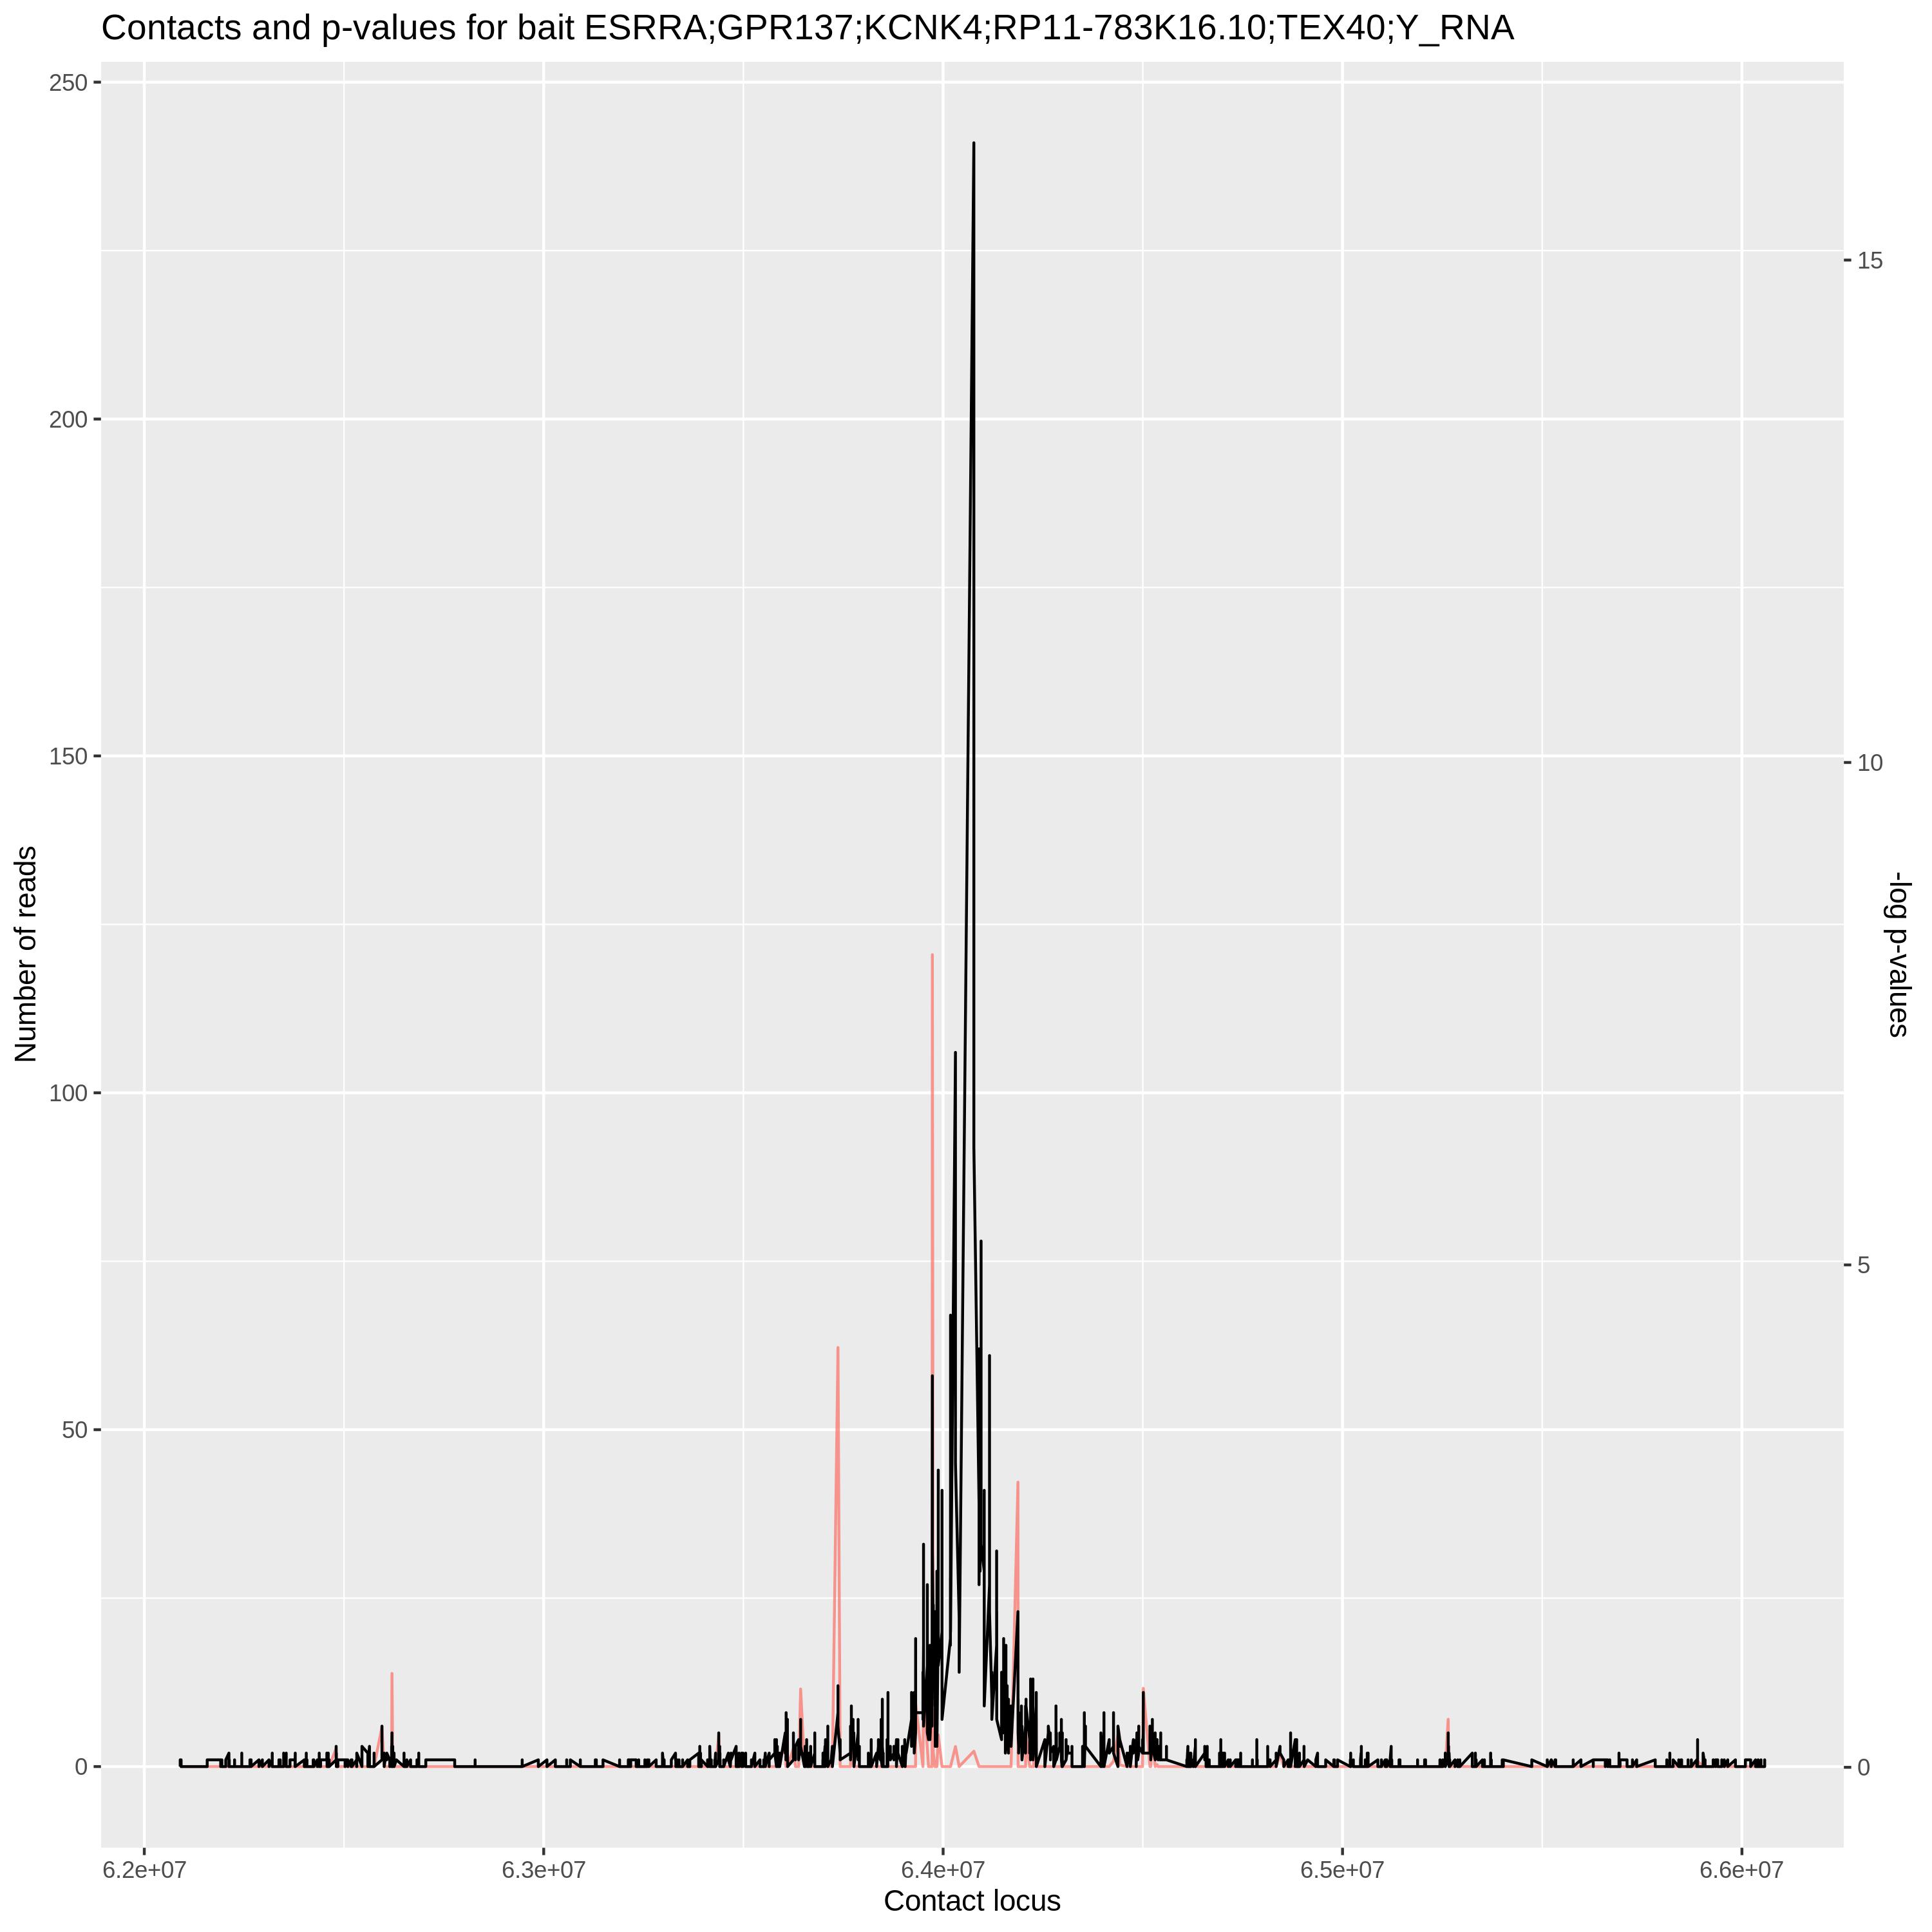 Contacts and p-values for bait ESRRA;GPR137;KCNK4;RP11-783K16.10;TEX40;Y_RNA
250
200
150
100
50
0
Number of reads
15
10
5
0
-log p-values
6.2e+07 6.3e+07 6.4e+07 6.5e+07 6.6e+07
Contact locus